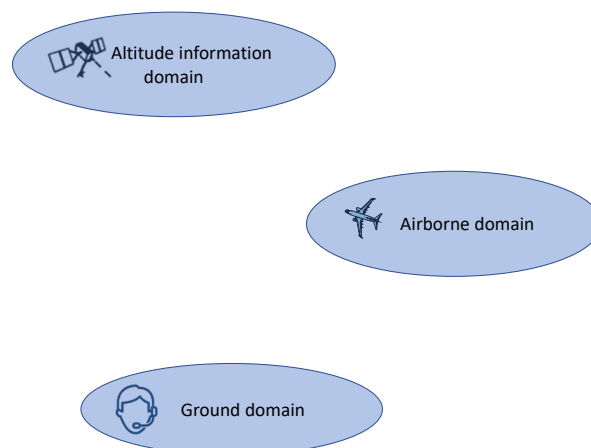 Altitude information
domain
Airborne domain
Ground domain